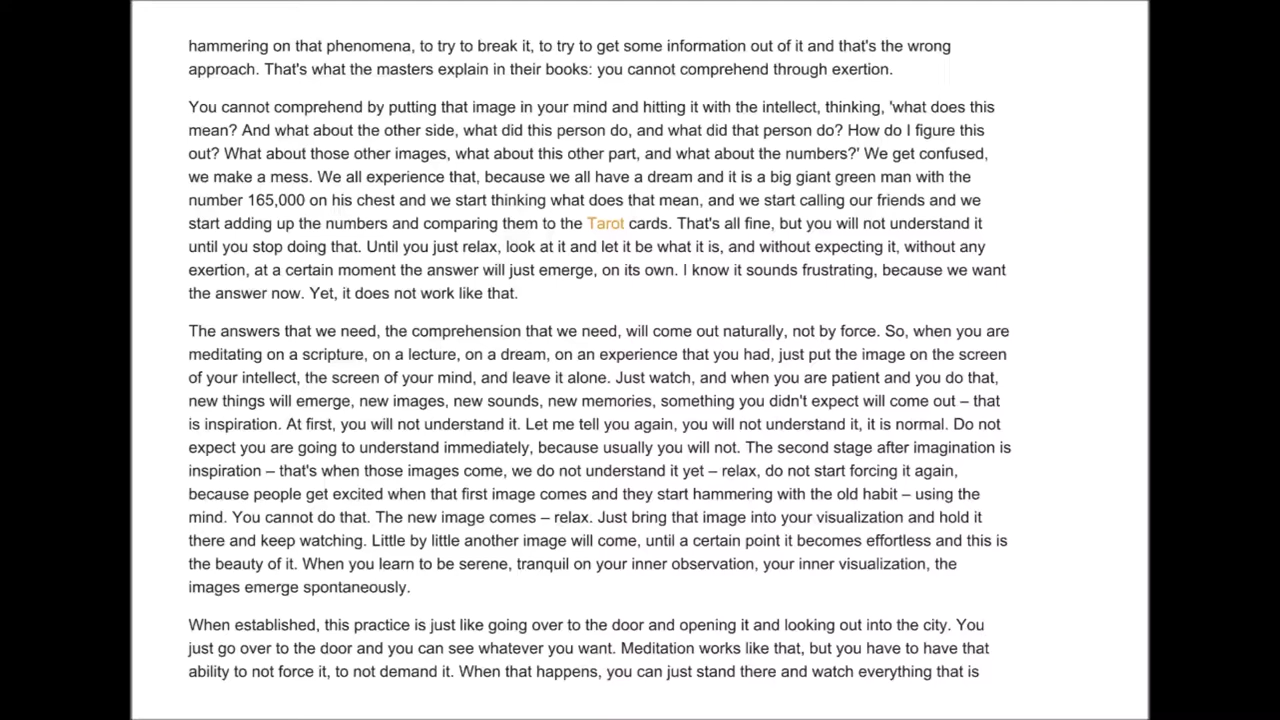 hammering on that phenomena, to try to break it, to try to get some information out of it and that's the wrong
approach. That's what the masters explain in their books: you cannot comprehend through exertion.
You cannot comprehend by putting that image in your mind and hitting it with the intellect, thinking, 'what does this
mean? And what about the other side, what did this person do, and what did that person do? How do I figure this
out? What about those other images, what about this other part, and what about the numbers?' We get confused,
we make a mess. We all experience that, because we all have a dream and it is a big giant green man with the
number 165,000 on his chest and we start thinking what does that mean, and we start calling our friends and we
start adding up the numbers and comparing them to the Tarot cards. That's all fine, but you will not understand it
until you stop doing that. Until you just relax, look at it and let it be what it is, and without expecting it, without any
exertion, at a certain moment the answer will just emerge, on its own. I know it sounds frustrating, because we want
the answer now. Yet, it does not work like that.
The answers that we need, the comprehension that we need, will come out naturally, not by force. So, when you are
meditating on a scripture, on a lecture, on a dream, on an experience that you had, just put the image on the screen
of your intellect, the screen of your mind, and leave it alone. Just watch, and when you are patient and you do that,
new things will emerge, new images, new sounds, new memories, something you didn't expect will come out – that
is inspiration. At first, you will not understand it. Let me tell you again, you will not understand it, it is normal. Do not
expect you are going to understand immediately, because usually you will not. The second stage after imagination is
inspiration – that's when those images come, we do not understand it yet – relax, do not start forcing it again,
because people get excited when that first image comes and they start hammering with the old habit – using the
mind. You cannot do that. The new image comes – relax. Just bring that image into your visualization and hold it
there and keep watching. Little by little another image will come, until a certain point it becomes effortless and this is
the beauty of it. When you learn to be serene, tranquil on your inner observation, your inner visualization, the
images emerge spontaneously.
When established, this practice is just like going over to the door and opening it and looking out into the city. You
just go over to the door and you can see whatever you want. Meditation works like that, but you have to have that
ability to not force it, to not demand it. When that happens, you can just stand there and watch everything that is